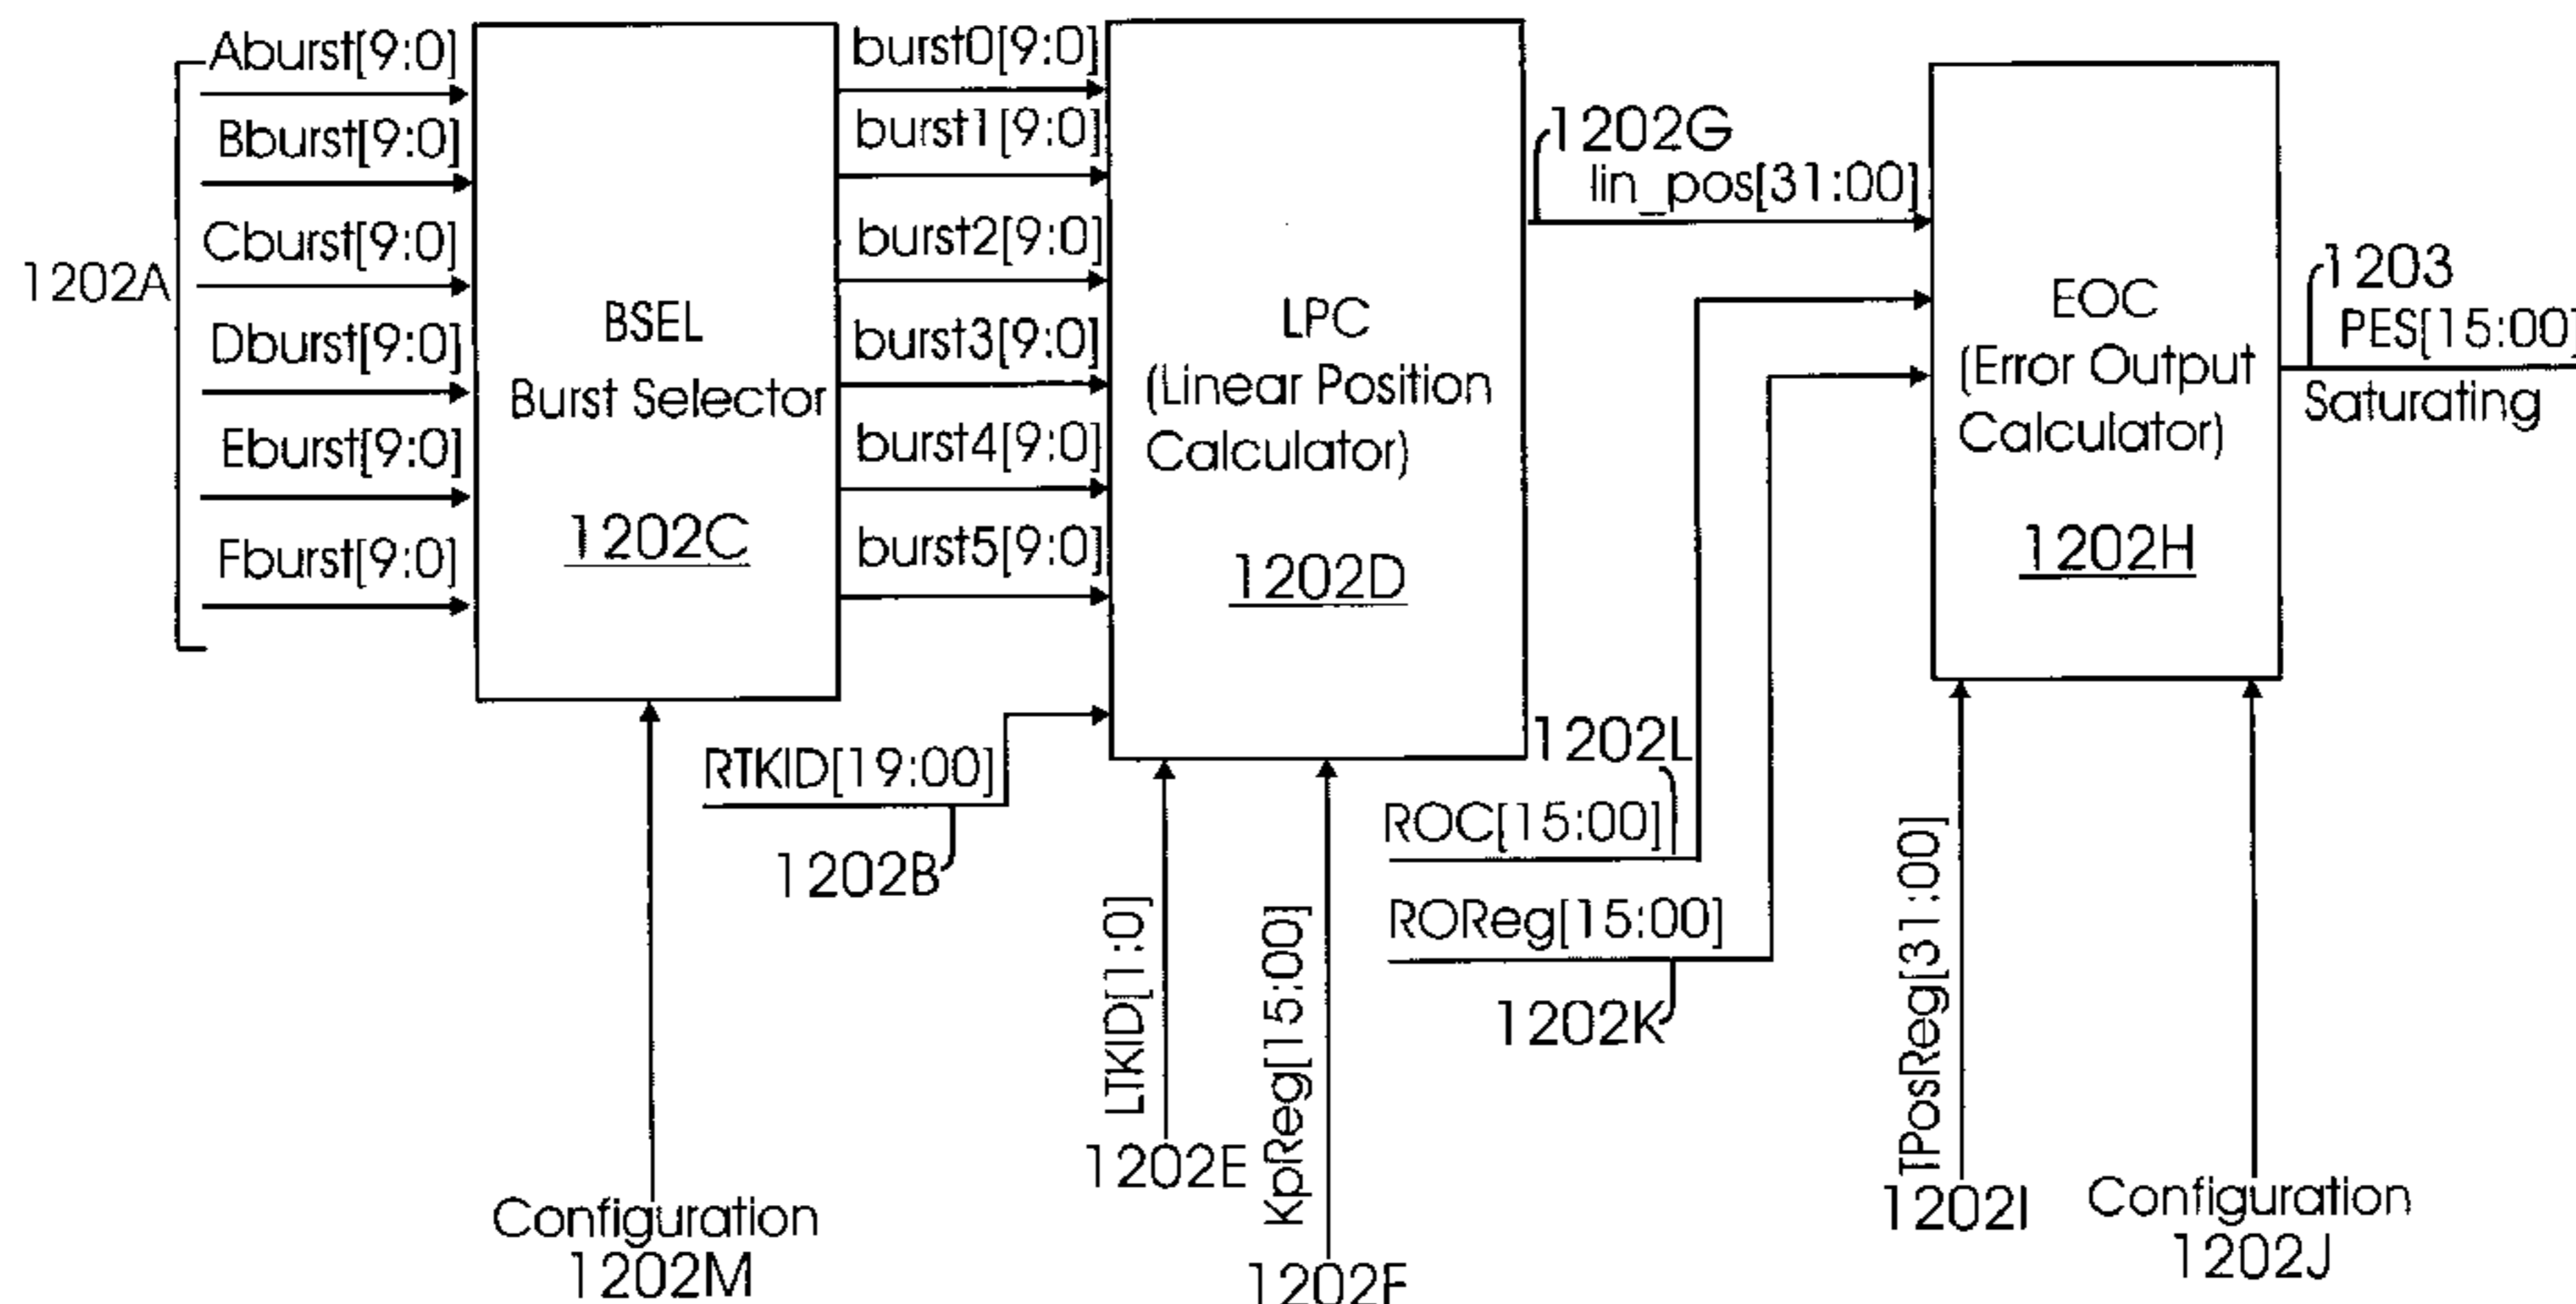 1202A
Aburst[9:0]
Bburst[9:0]
Cburst[9:0]
Dburst[9:0]
Eburst[9:0]
Fburst[9:0]
BSEL
Burst Selector
1202C
Configuration
1202M
burst0[9:0]
burst1[9:0]
burst2[9:0]
burst3[9:0]
burst4[9:0]
burst5[9:0]
RTKID[19:00]
1202B
LPC
(Linear Position
Calculator)
1202D
LTKID[1:0]
1202E
KpReg[15:00]
1202F
1202G
lin_pos[31:00]
1202L
ROC[15:00]
ROReg[15:00]
1202K
EOC
(Error Output
Calculator)
1202H
TPosReg[31:00]
1202I
Configuration
1202J
1203
PES[15:00]
Saturating